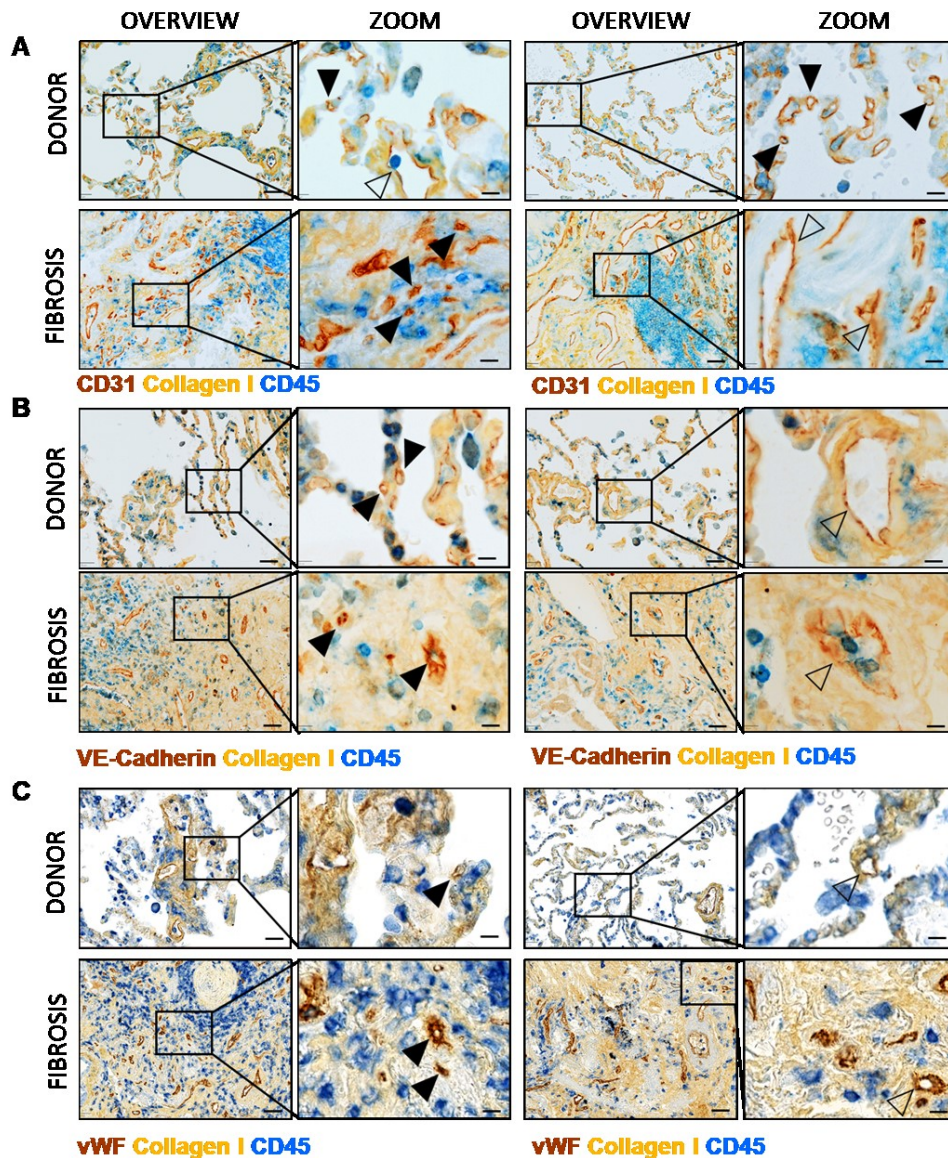 OVERVIEW ZOOM OVERVIEW ZOOM
A
DONOR
FIBROSIS
CD31 Collagen I CD45 CD31 Collagen I CD45
B
DONOR
FIBROSIS
VE-Cadherin Collagen I CD45 VE-Cadherin Collagen I CD45
C
DONOR
FIBROSIS
vWF Collagen I CD45 vWF Collagen I CD45